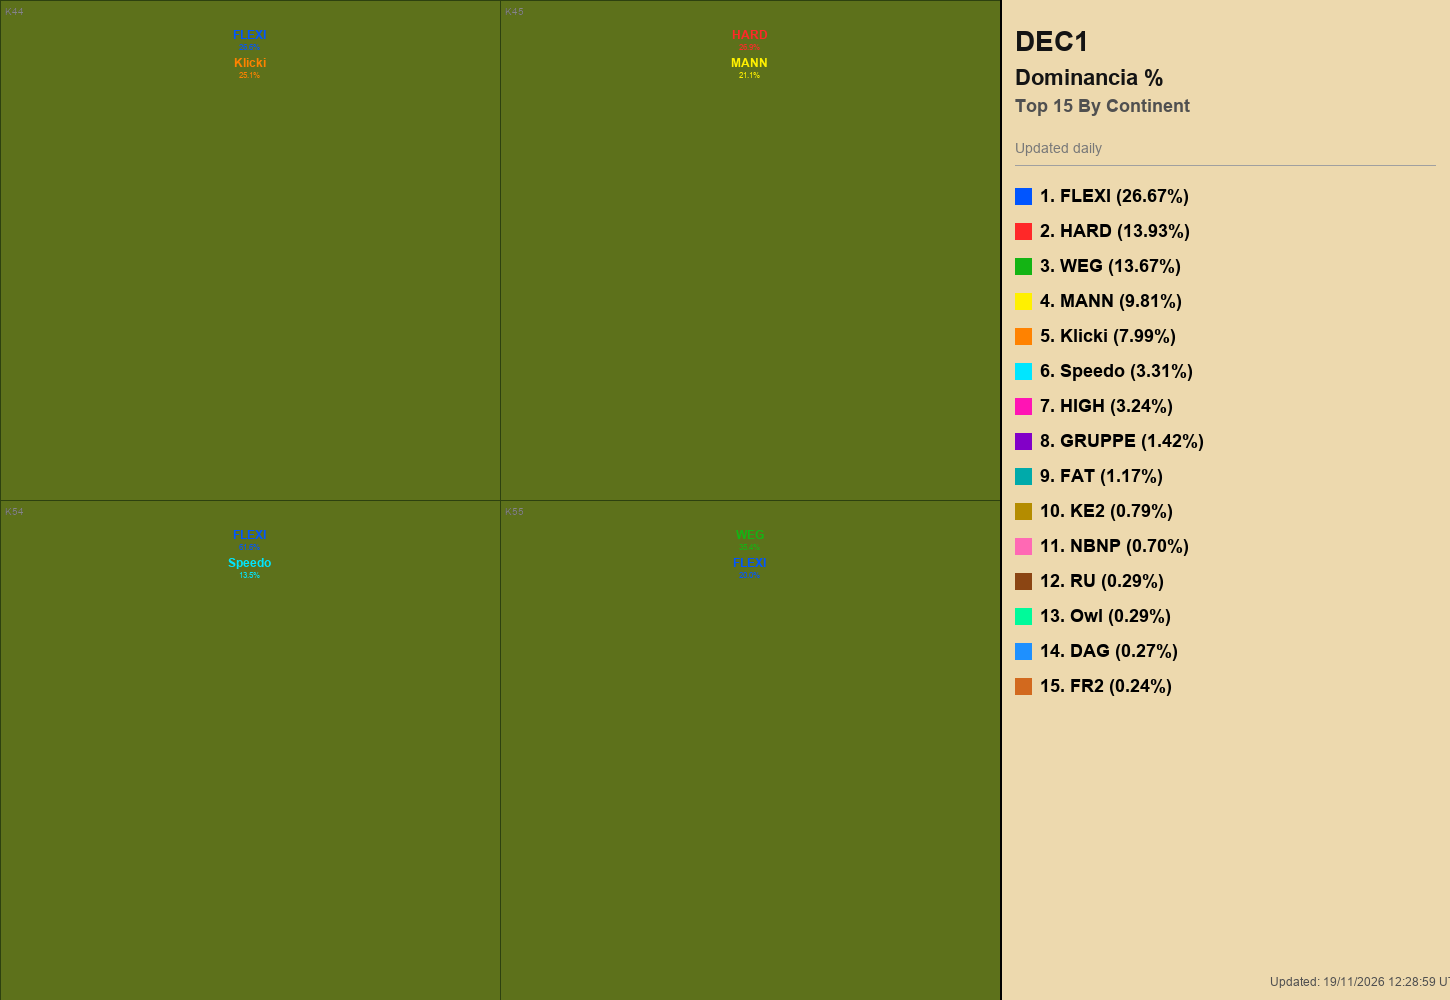 K44
FLEXI
Klicki
25.1%
K45
HARD
MANN
21.1%
K54
FLEXI
Speedo
13.5%
K55
WEG
FLEXI
DEC1
Dominancia %
Top 15 By Continent
Updated daily
1. FLEXI (26.67%)
2. HARD (13.93%)
3. WEG (13.67%)
4. MANN (9.81%)
5. Klicki (7.99%)
6. Speedo (3.31%)
7. HIGH (3.24%)
8. GRUPPE (1.42%)
9. FAT (1.17%)
10. KE2 (0.79%)
11. NBNP (0.70%)
12. RU (0.29%)
13. Owl (0.29%)
14. DAG (0.27%)
15. FR2 (0.24%)
Updated: 19/11/2026 12:28:59